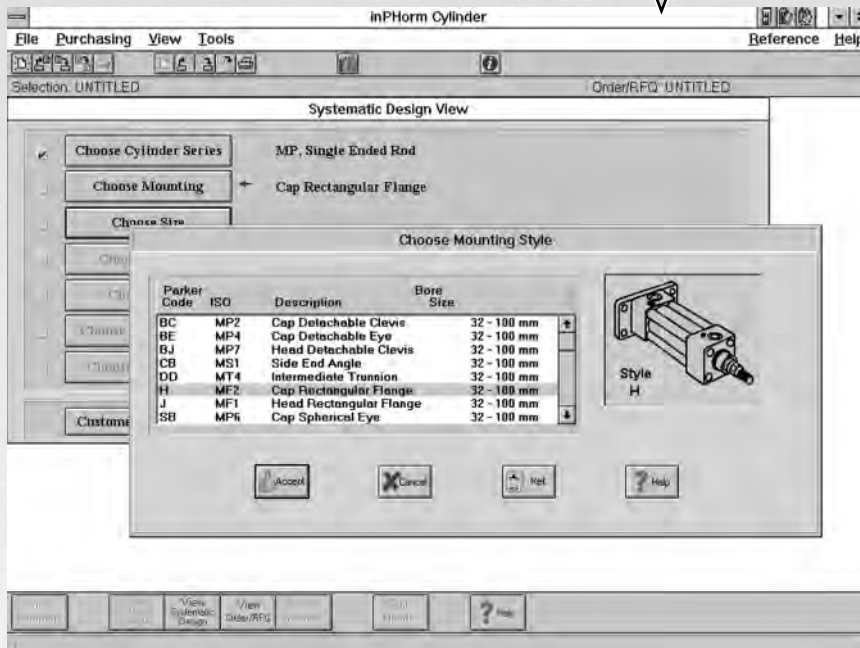 inPHorm Cylinder
File Purchasing View Tools Reference Help
Selection: UNTITLED Order/RFQ: UNTITLED
Systematic Design View
Choose Cylinder Series MP, Single Ended Rod
Choose Mounting Cap Rectangular Flange
Choose Size
Choose Mounting Style
Parker Code ISO Description Bore Size
BC MP2 Cap Detachable Clevis 32 - 100 mm
BE MP4 Cap Detachable Eye 32 - 100 mm
BJ MP7 Head Detachable Clevis 32 - 100 mm
CB MS1 Side End Angle 32 - 100 mm
DD MT4 Intermediate Trunnion 32 - 100 mm
H MF2 Cap Rectangular Flange 32 - 100 mm
J MF1 Head Rectangular Flange 32 - 100 mm
SB MP6 Cap Spherical Eye 32 - 100 mm
Style
H
Custome
Accept Cancel Ref. Help
View Systematic Design View Order/RFQ Help